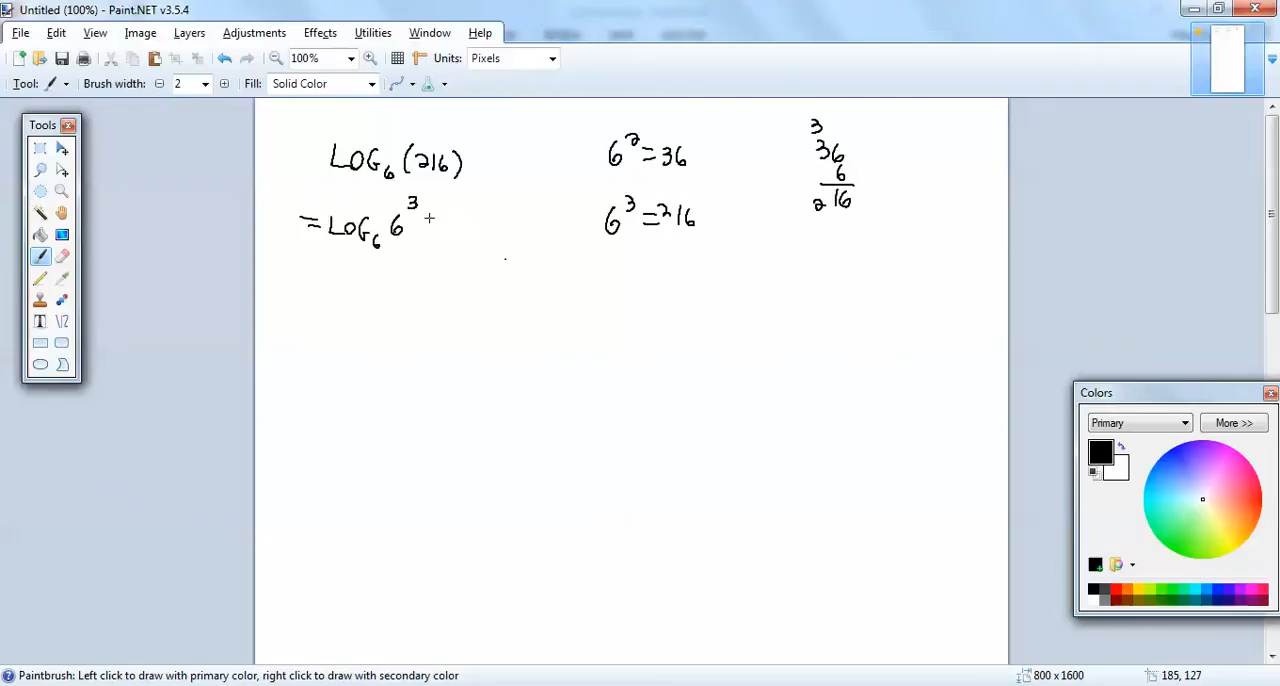 Untitled (100%) - Paint.NET v3.5.4
File Edit View Image Layers Adjustments Effects Utilities Window Help
100% Units: Pixels
Tool: Brush width: 2 Fill: Solid Color
Tools
LOG₆(216)
=LOG₆6³
6²=36
6³=216
3
36
6
216
Colors
Primary More >>
Paintbrush: Left click to draw with primary color, right click to draw with secondary color 800 x 1600 185, 127